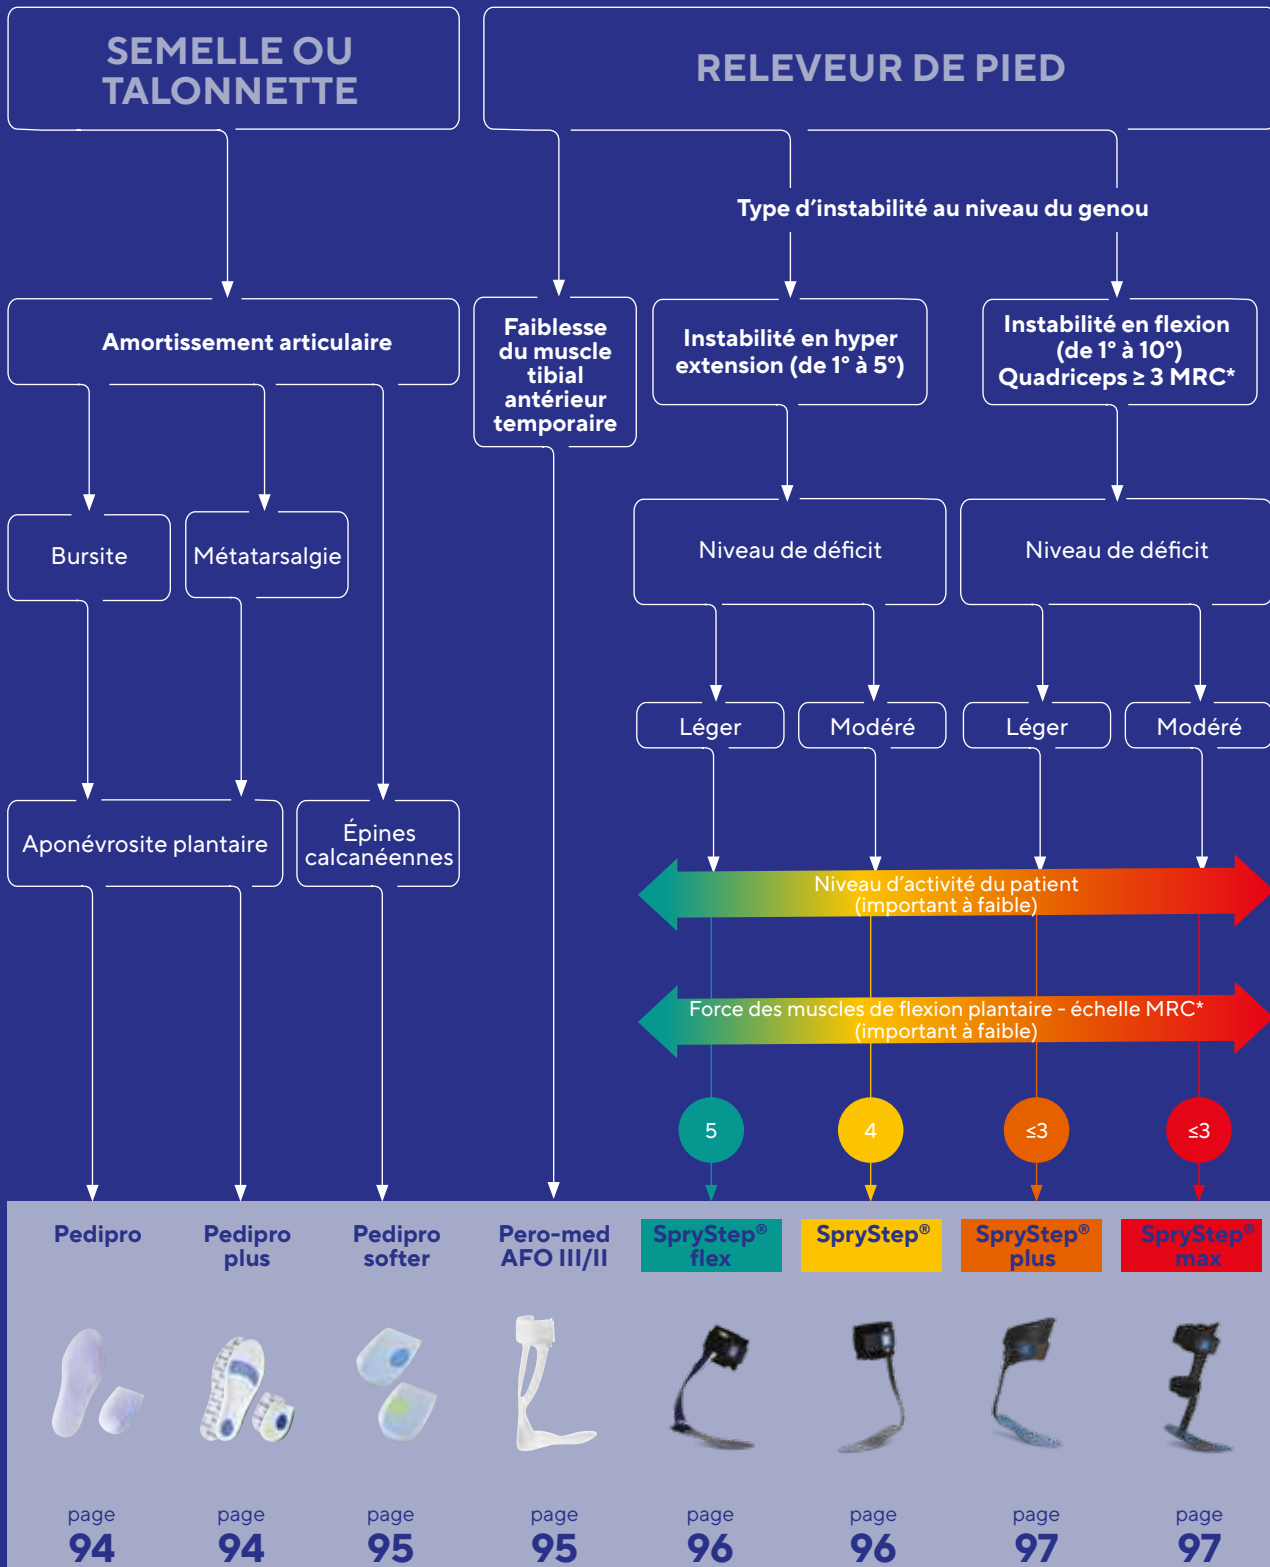 SEMELLE OU
TALONNETTE
RELEVEUR DE PIED
Type d'instabilité au niveau du genou
Amortissement articulaire
Faiblesse
du muscle
tibial
antérieur
temporaire
Instabilité en hyper
extension (de 1° à 5°)
Instabilité en flexion
(de 1° à 10°)
Quadriceps ≥ 3 MRC*
Bursite
Métatarsalgie
Niveau de déficit
Niveau de déficit
Léger
Modéré
Léger
Modéré
Aponévrosite plantaire
Épines
calcanéennes
Niveau d'activité du patient
(important à faible)
Force des muscles de flexion plantaire - échelle MRC*
(important à faible)
5
4
≤3
≤3
Pedipro
Pedipro
plus
Pedipro
softer
Pero-med
AFO III/II
SpryStep®
flex
SpryStep®
SpryStep®
plus
SpryStep®
max
page
94
page
94
page
95
page
95
page
96
page
96
page
97
page
97